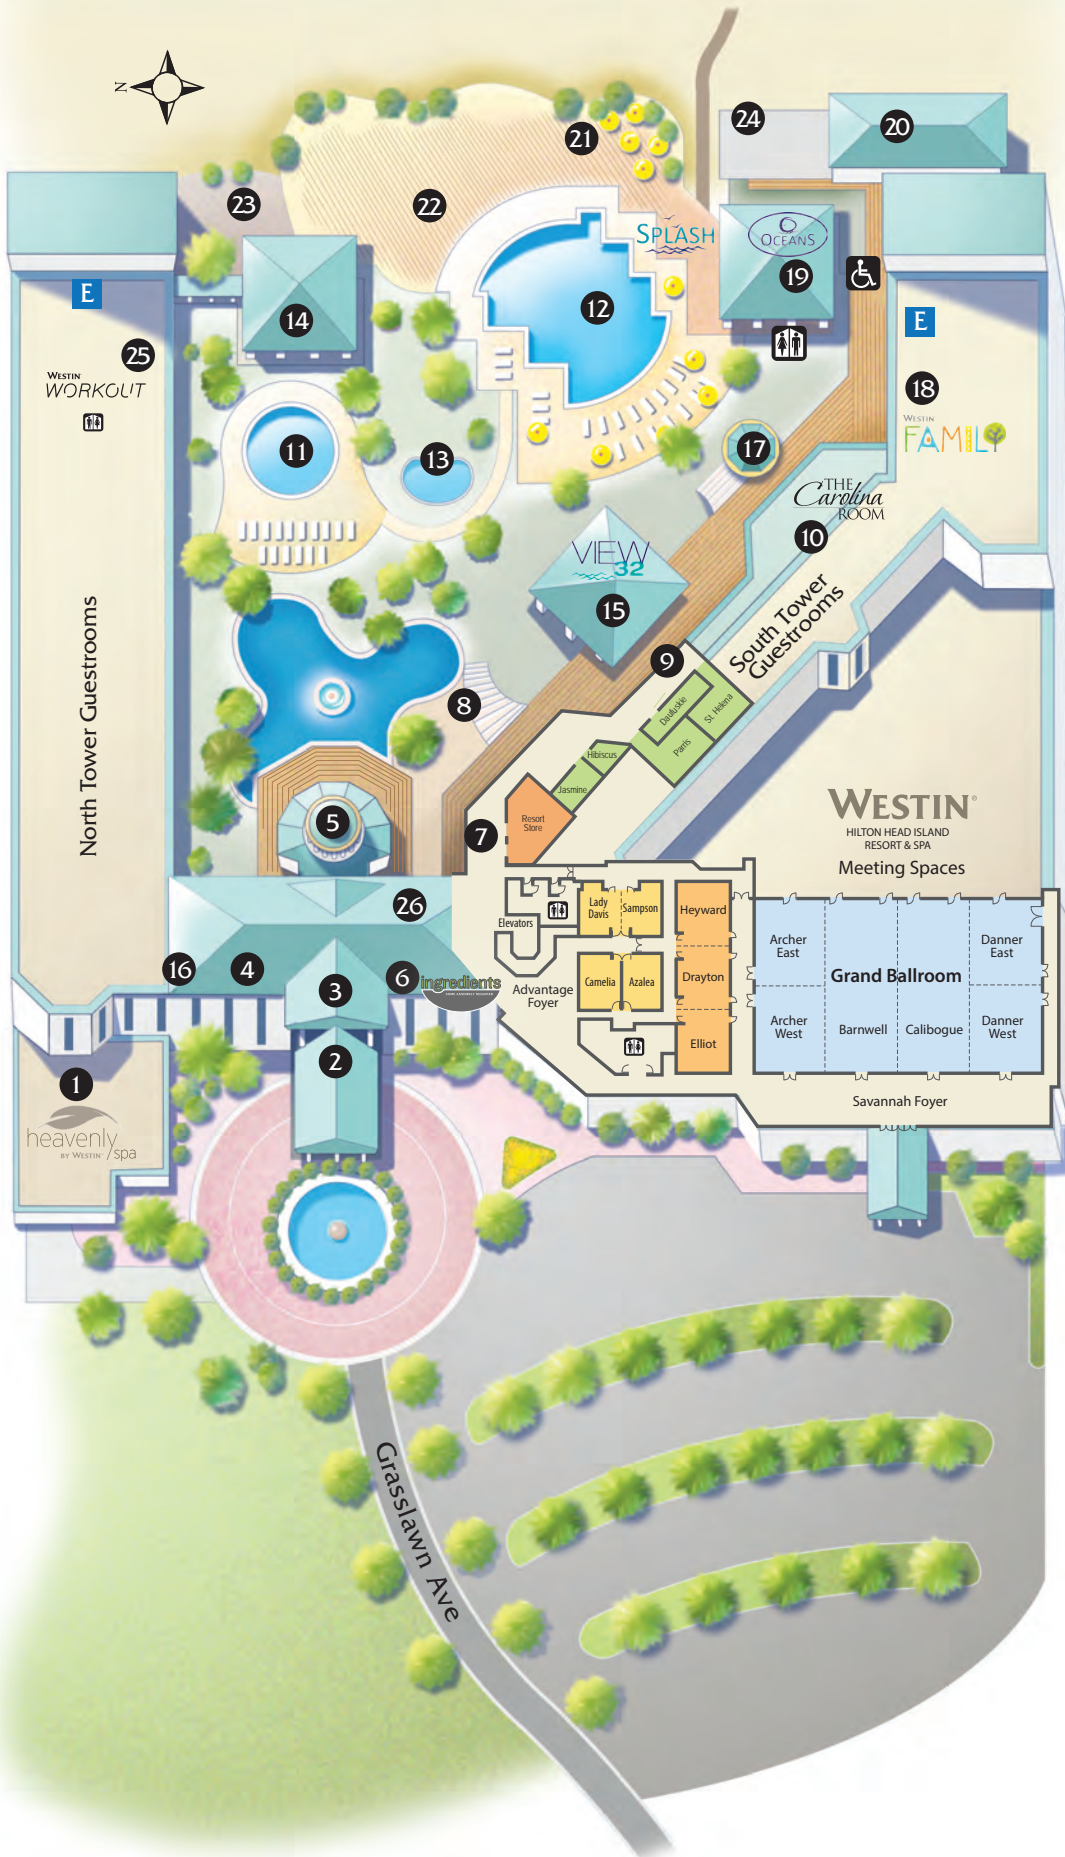 N
24
20
21
23
22
SPLASH
OCEANS
19
E
14
12
E
25
WESTIN
WORKOUT
18
WESTIN
FAMILY
11
13
17
THE
Carolina
ROOM
10
VIEW
32
15
North Tower Guestrooms
South Tower
Guestrooms
9
8
Daufuskie
St. Helena
Parris
Hibiscus
Jasmine
Resort
Store
7
5
WESTIN®
HILTON HEAD ISLAND
RESORT & SPA
Meeting Spaces
26
Elevators
Lady
Davis
Sampson
Heyward
Archer
East
Danner
East
Grand Ballroom
16
4
3
6
ingredients
Advantage
Foyer
Camelia
Azalea
Drayton
Elliot
Archer
West
Barnwell
Calibogue
Danner
West
2
1
heavenly
spa
BY WESTIN™
Savannah Foyer
Grasslawn Ave